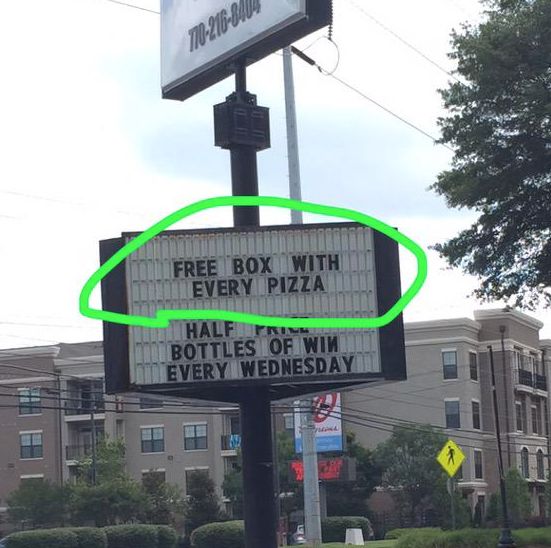 770-216-8404
FREE BOX WITH
EVERY PIZZA
HALF PRICE
BOTTLES OF WIN
EVERY WEDNESDAY